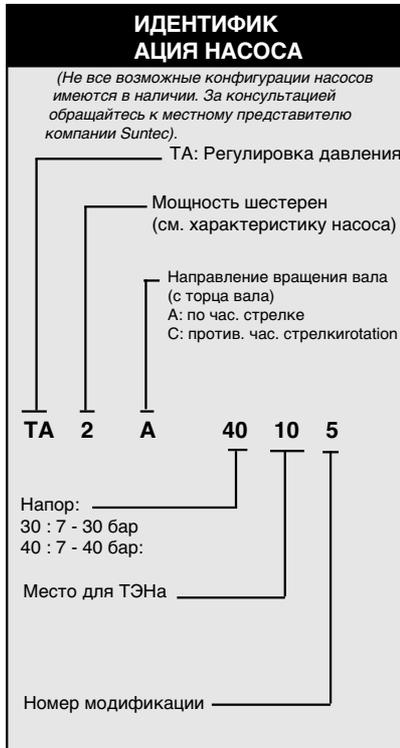 ИДЕНТИФИК
АЦИЯ НАСОСА
(Не все возможные конфигурации насосов
имеются в наличии. За консультацией
обращайтесь к местному представителю
компании Suntec).
ТА: Регулировка давления
Мощность шестерен
(см. характеристику насоса)
Направление вращения вала
(с торца вала)
А: по час. стрелке
С: против. час. стрелкиrotation
ТА 2 А 40 10 5
Напор:
30 : 7 - 30 бар
40 : 7 - 40 бар:
Место для ТЭНа
Номер модификации